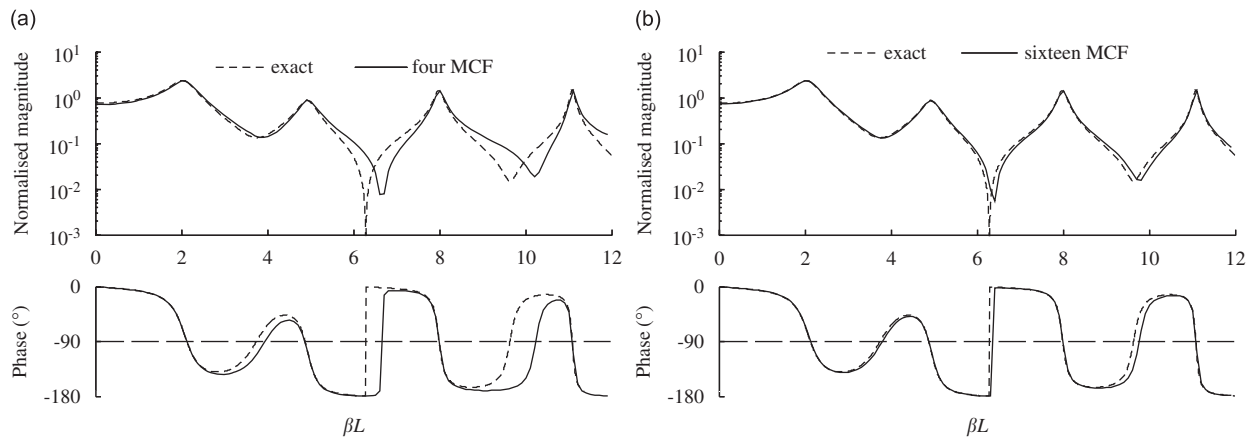 (a)
exact
four MCF
Normalised magnitude
10^1
10^0
10^-1
10^-2
10^-3
0 2 4 6 8 10 12
Phase (°)
0
-90
-180
βL
(b)
exact
sixteen MCF
Normalised magnitude
10^1
10^0
10^-1
10^-2
10^-3
0 2 4 6 8 10 12
Phase (°)
0
-90
-180
βL